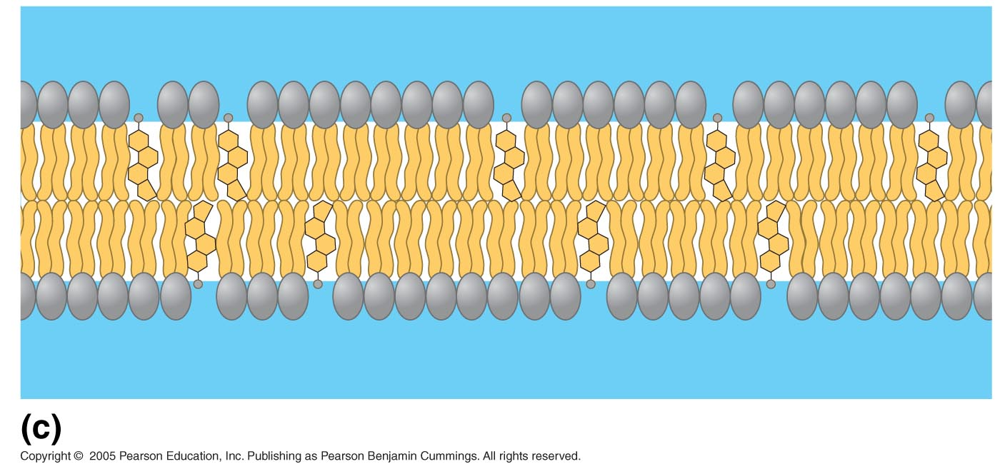 (c)
Copyright © 2005 Pearson Education, Inc. Publishing as Pearson Benjamin Cummings. All rights reserved.